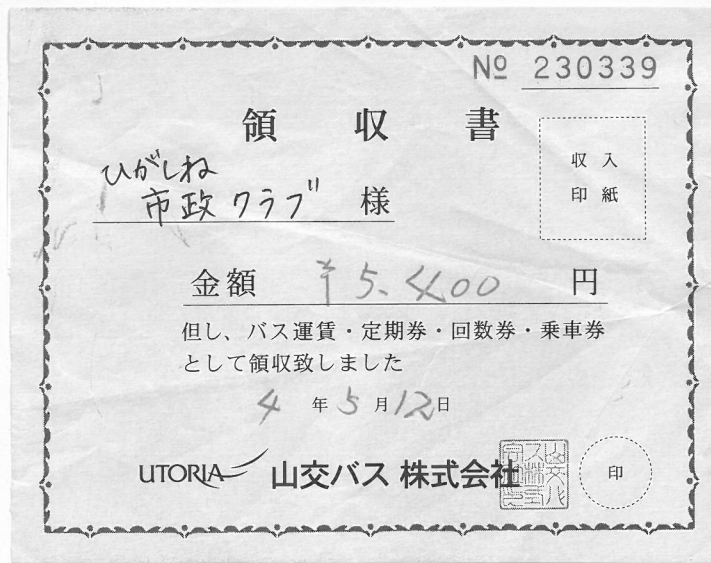 Nº 230339
領収書
収入
印紙
ひがしね
市政クラブ 様
金額 ¥5.400 円
但し、バス運賃・定期券・回数券・乗車券
として領収致しました
4年5月12日
UTORIA 山交バス 株式会社
印